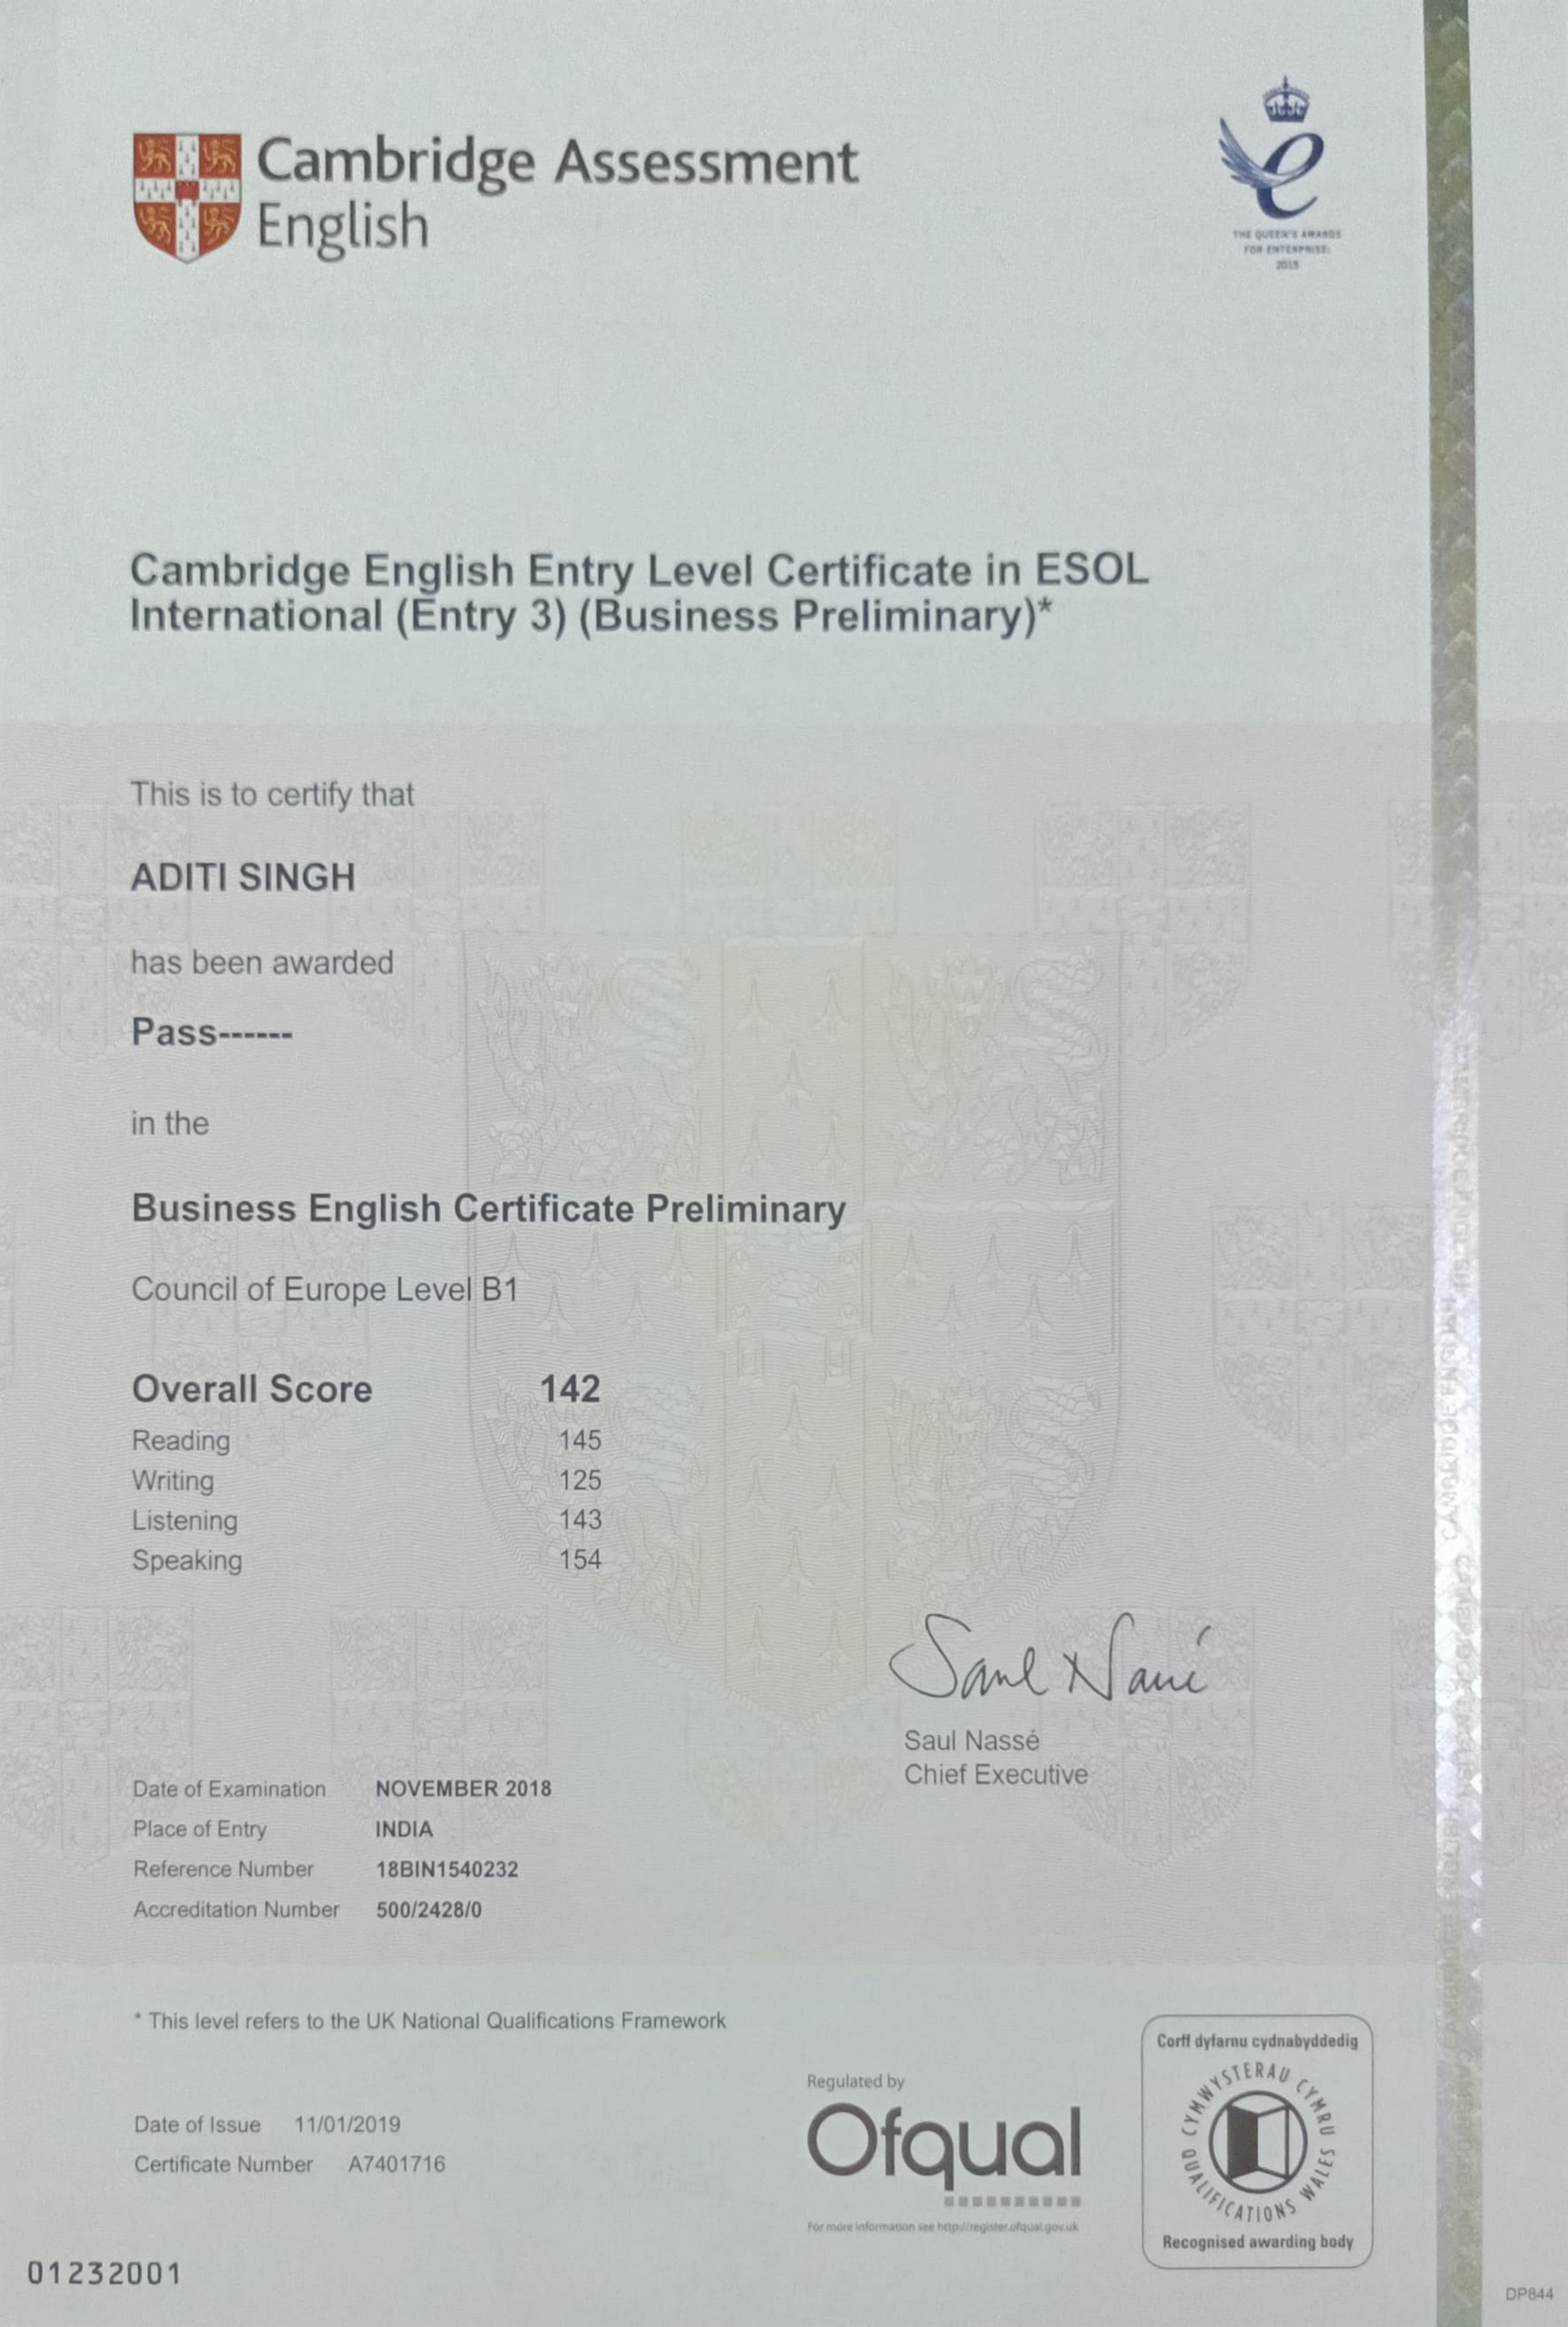 Cambridge Assessment
English
THE QUEEN'S AWARDS
FOR ENTERPRISE:
2015
Cambridge English Entry Level Certificate in ESOL
International (Entry 3) (Business Preliminary)*
This is to certify that
ADITI SINGH
has been awarded
Pass------
in the
Business English Certificate Preliminary
Council of Europe Level B1
Overall Score 142
Reading 145
Writing 125
Listening 143
Speaking 154
Saul Nassé
Saul Nassé
Chief Executive
Date of Examination NOVEMBER 2018
Place of Entry INDIA
Reference Number 18BIN1540232
Accreditation Number 500/2428/0
* This level refers to the UK National Qualifications Framework
Date of Issue 11/01/2019
Certificate Number A7401716
Regulated by
Ofqual
For more information see http://register.ofqual.gov.uk
Corff dyfarnu cydnabyddedig
CYMWYSTERAU CYMRU
QUALIFICATIONS WALES
Recognised awarding body
01232001
DP844
CAMBRIDGE ENGLISH